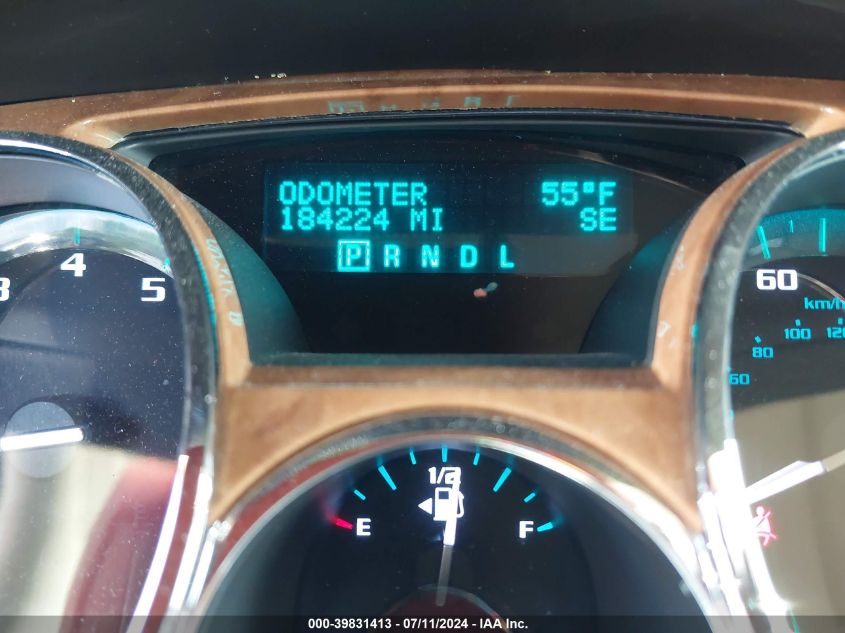 ODOMETER 55°F
184224 MI SE
P R N D L
4
5
60
km/h
100
80
60
1/2
E
F
000-39831413 - 07/11/2024 - IAA Inc.